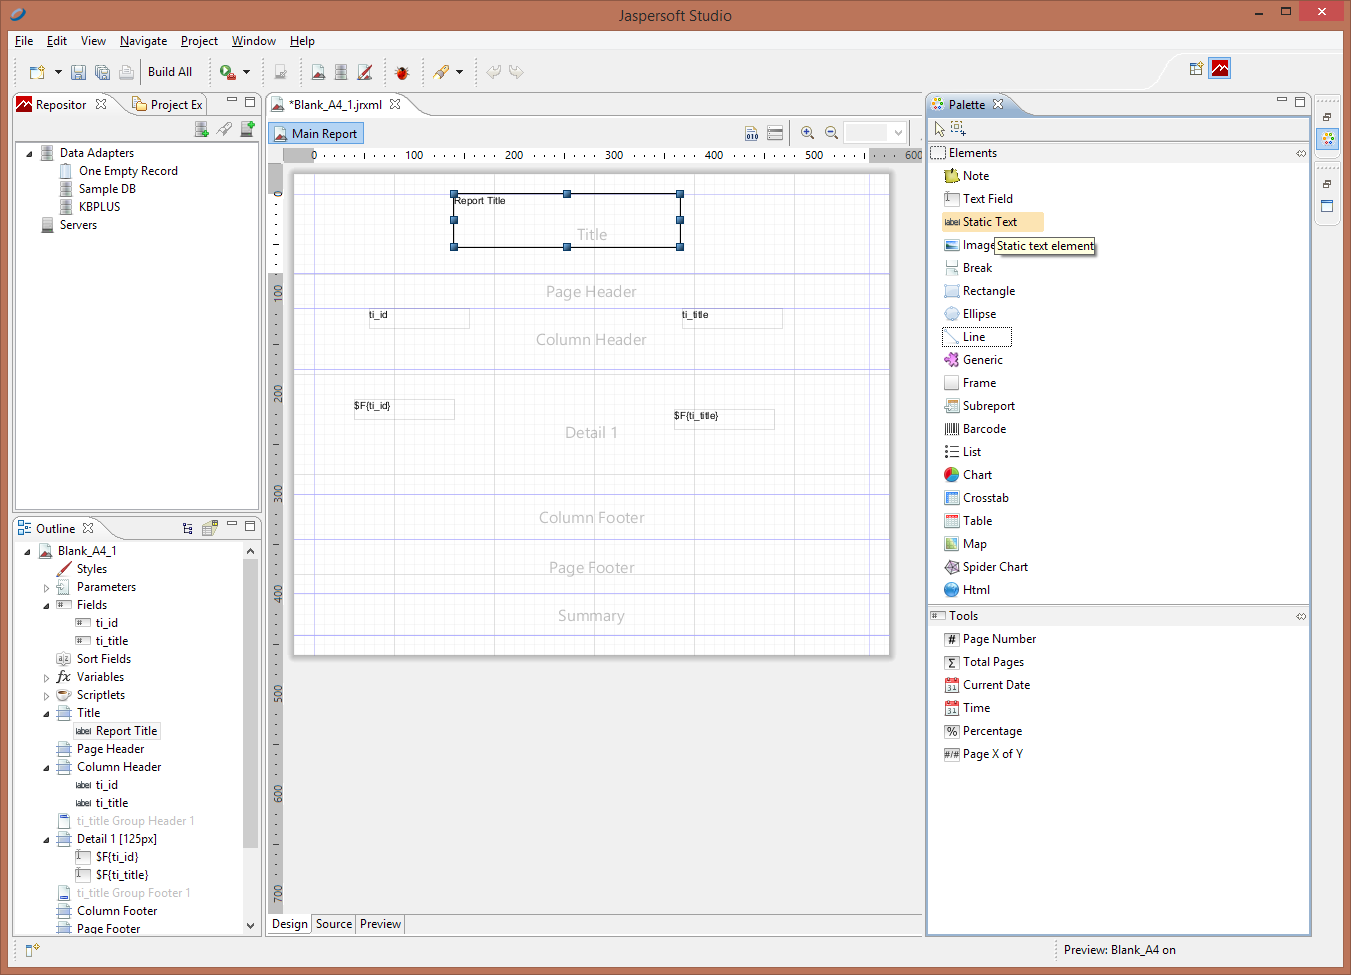 Jaspersoft Studio
File Edit View Navigate Project Window Help
Build All
Repositor
Project Ex
Data Adapters
One Empty Record
Sample DB
KBPLUS
Servers
Outline
Blank_A4_1
Styles
Parameters
Fields
ti_id
ti_title
Sort Fields
Variables
Scriptlets
Title
Report Title
Page Header
Column Header
ti_id
ti_title
ti_title Group Header 1
Detail 1 [125px]
$F{ti_id}
$F{ti_title}
ti_title Group Footer 1
Column Footer
Page Footer
*Blank_A4_1.jrxml
Main Report
0 100 200 300 400 500 600
0
100
200
300
400
500
600
700
Report Title
Title
Page Header
ti_id ti_title
Column Header
$F{ti_id}
$F{ti_title}
Detail 1
Column Footer
Page Footer
Summary
Design Source Preview
Palette
Elements
Note
Text Field
label Static Text
Image
Static text element
Break
Rectangle
Ellipse
Line
Generic
Frame
Subreport
Barcode
List
Chart
Crosstab
Table
Map
Spider Chart
Html
Tools
# Page Number
Σ Total Pages
31 Current Date
31 Time
% Percentage
#/# Page X of Y
Preview: Blank_A4 on